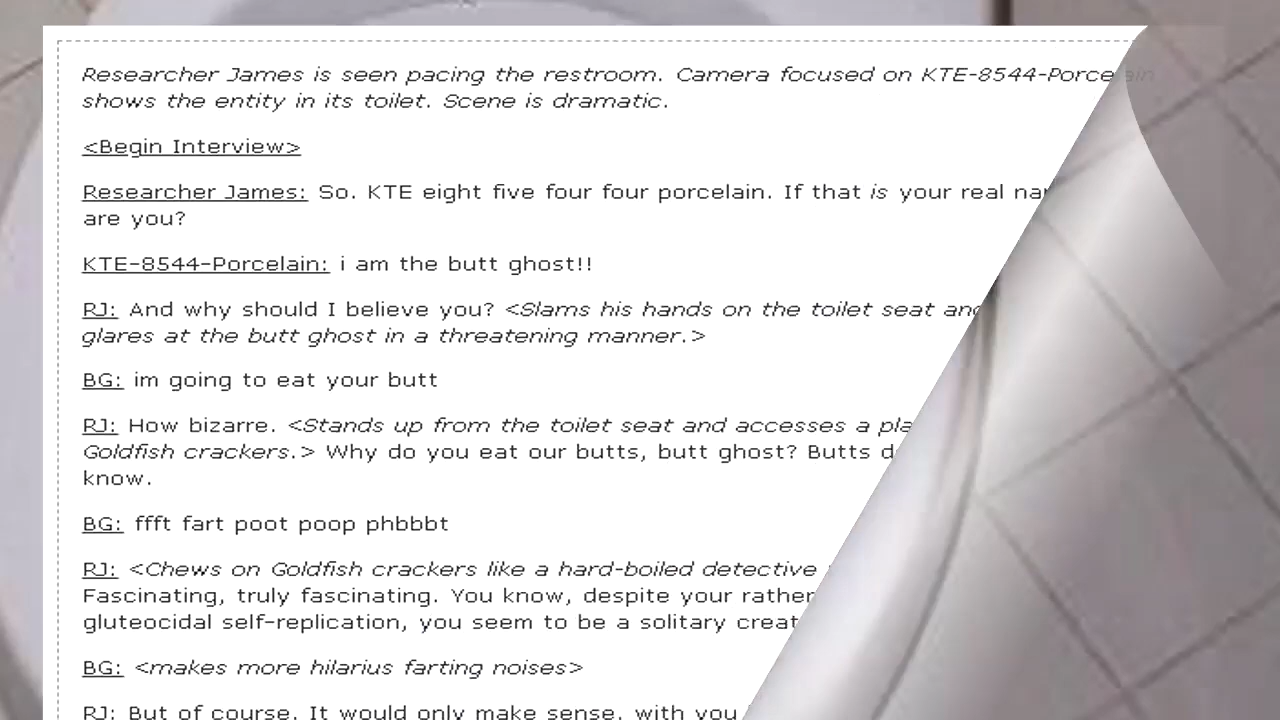 Researcher James is seen pacing the restroom. Camera focused on KTE-8544-Porcelain
shows the entity in its toilet. Scene is dramatic.
<Begin Interview>
Researcher James: So. KTE eight five four four porcelain. If that is your real
are you?
KTE-8544-Porcelain: i am the butt ghost!!
RJ: And why should I believe you? <Slams his hands on the toilet seat and
glares at the butt ghost in a threatening manner.>
BG: im going to eat your butt
RJ: How bizarre. <Stands up from the toilet seat and accesses a
Goldfish crackers.> Why do you eat our butts, butt ghost? Butts
know.
BG: ffft fart poot poop phbbbt
RJ: <Chews on Goldfish crackers like a hard-boiled detective
Fascinating, truly fascinating. You know, despite your rather
gluteocidal self-replication, you seem to be a solitary
BG: <makes more hilarius farting noises>
RJ: But of course. It would only make sense, with you